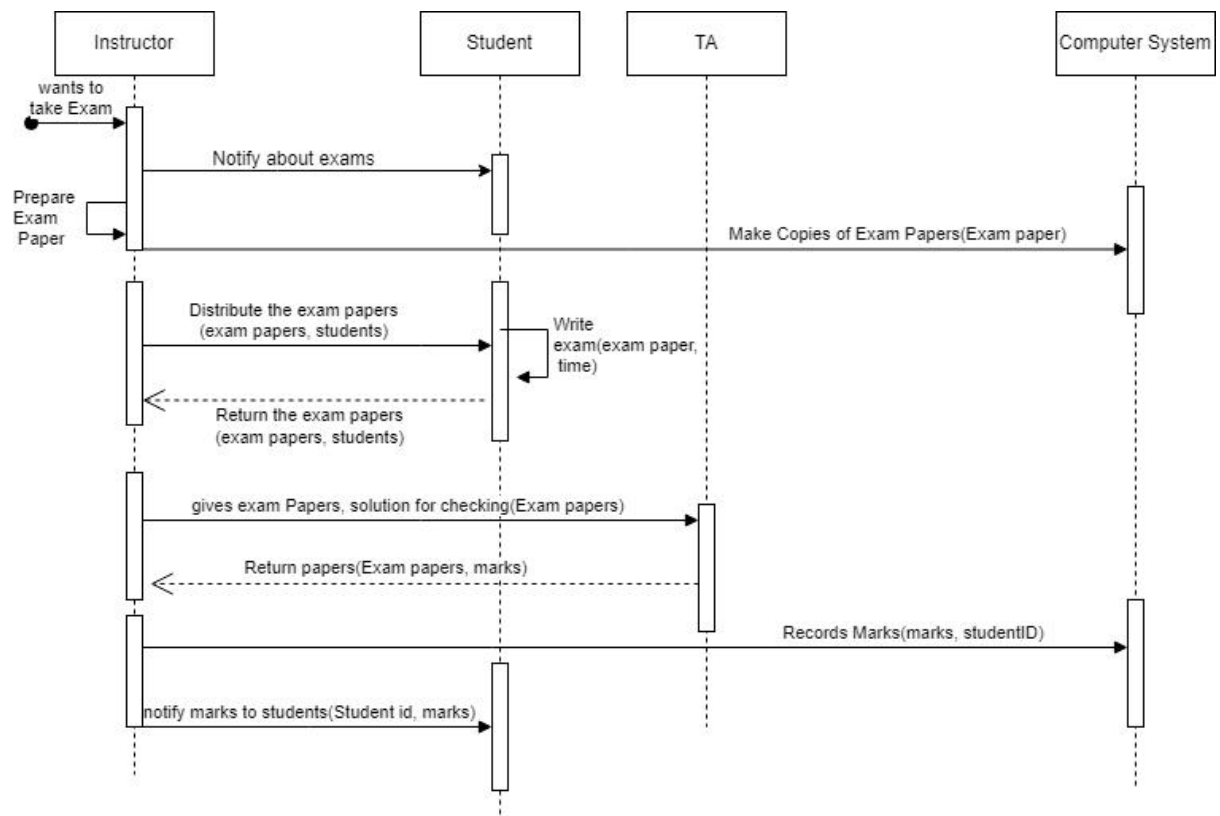 Instructor
Student
TA
Computer System
wants to
take Exam
Notify about exams
Prepare
Exam
Paper
Make Copies of Exam Papers(Exam paper)
Distribute the exam papers
(exam papers, students)
Write
exam(exam paper,
time)
Return the exam papers
(exam papers, students)
gives exam Papers, solution for checking(Exam papers)
Return papers(Exam papers, marks)
Records Marks(marks, studentID)
notify marks to students(Student id, marks)